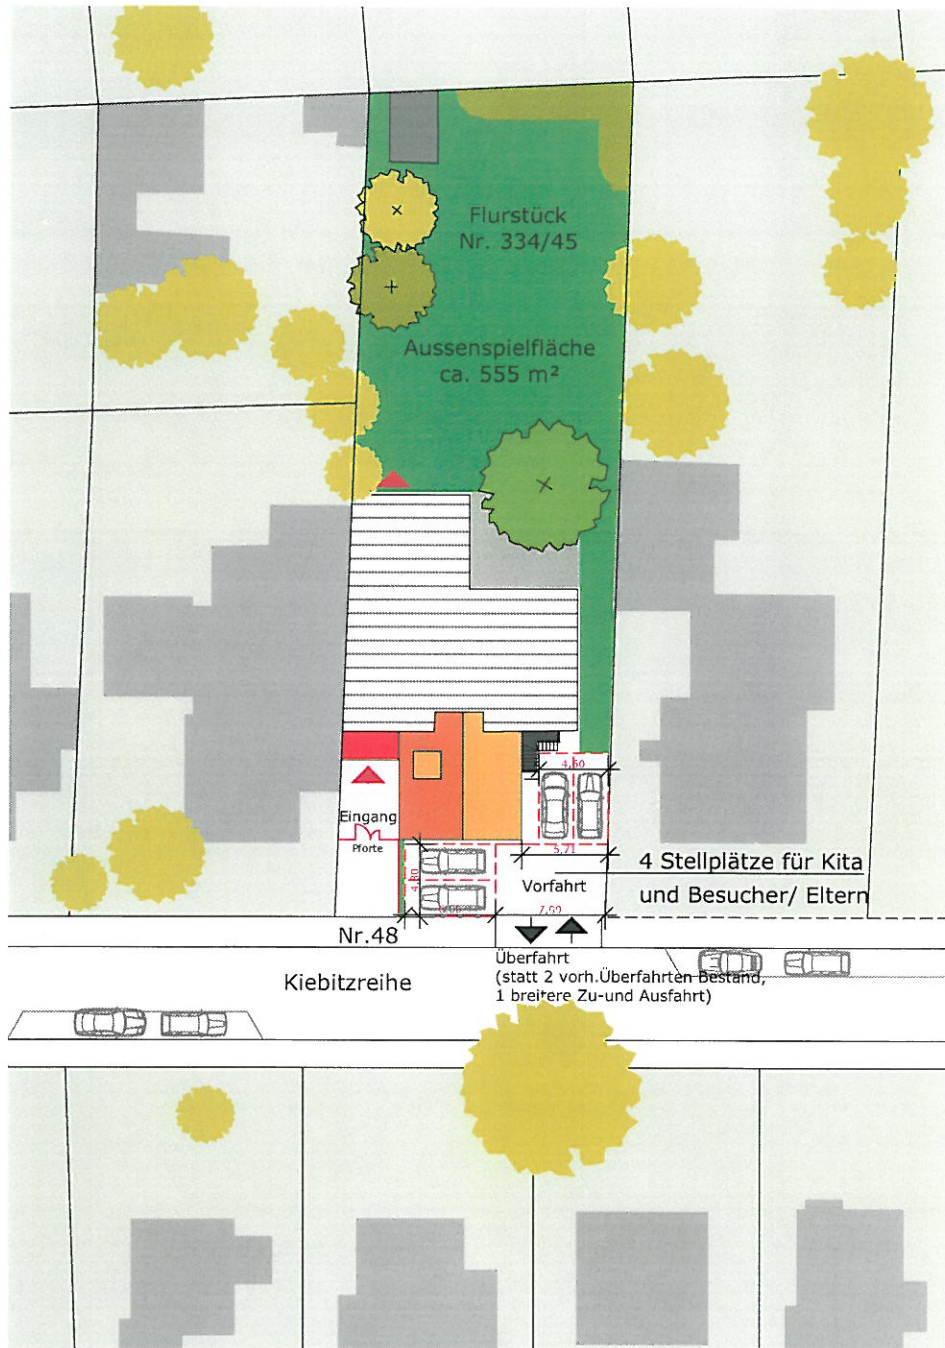 Flurstück
Nr. 334/45
Aussenspielfläche
ca. 555 m²
4,60
Eingang
Pforte
5,71
4,80
4 Stellplätze für Kita
und Besucher/ Eltern
Vorfahrt
7,00
Nr.48
Überfahrt
(statt 2 vorh.Überfahrten Bestand,
1 breitere Zu-und Ausfahrt)
Kiebitzreihe